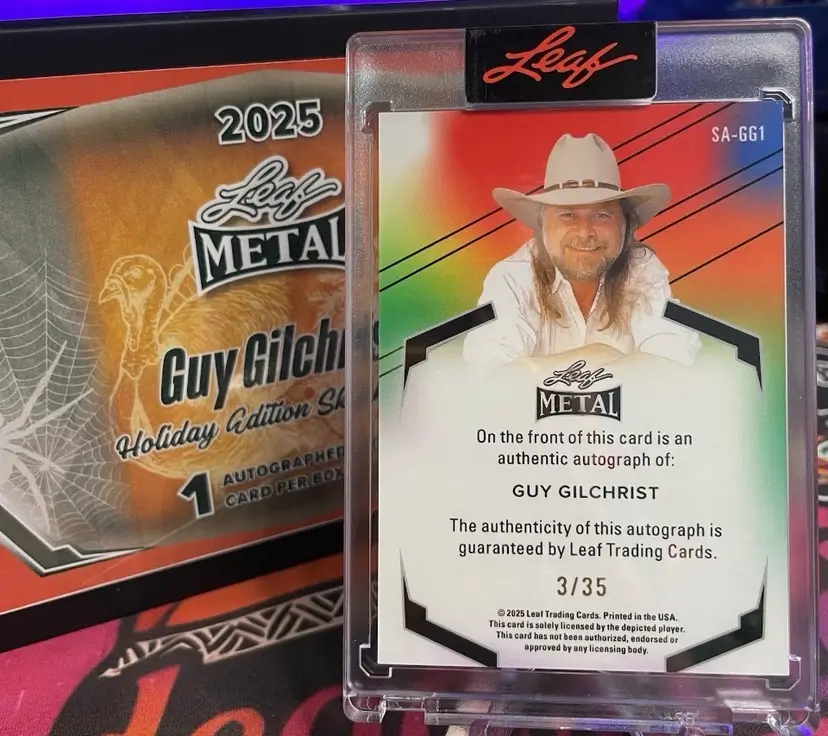 2025
Leaf
METAL
Guy Gilch
Holiday Edition
1 AUTOGRAPHED
CARD PER BOX
Leaf
SA-GG1
Leaf
METAL
On the front of this card is an
authentic autograph of:
GUY GILCHRIST
The authenticity of this autograph is
guaranteed by Leaf Trading Cards.
3/35
© 2025 Leaf Trading Cards. Printed in the USA.
This card is solely licensed by the depicted player.
This card has not been authorized, endorsed or
approved by any licensing body.